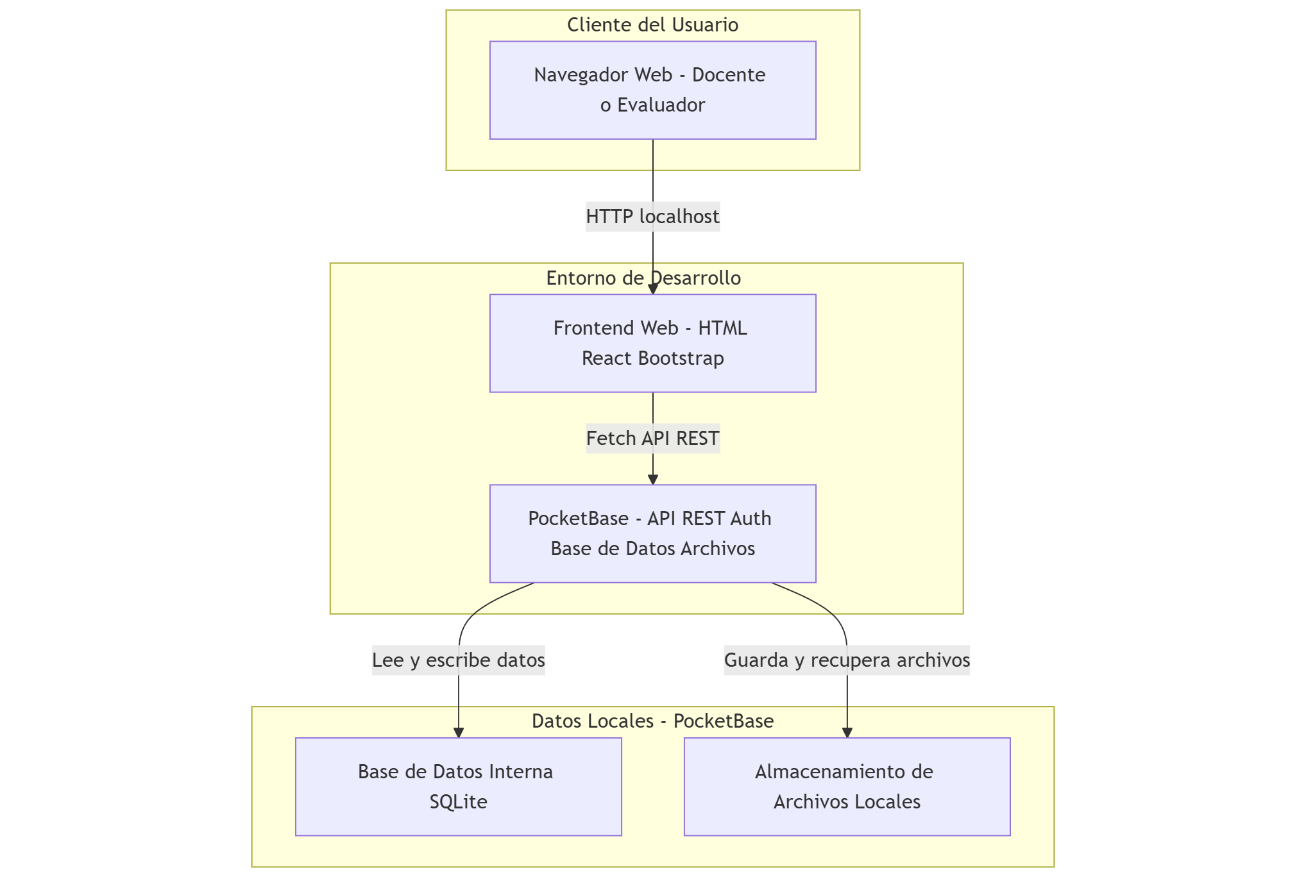 Cliente del Usuario
Navegador Web - Docente
o Evaluador
HTTP localhost
Entorno de Desarrollo
Frontend Web - HTML
React Bootstrap
Fetch API REST
PocketBase - API REST Auth
Base de Datos Archivos
Lee y escribe datos
Guarda y recupera archivos
Datos Locales - PocketBase
Base de Datos Interna
SQLite
Almacenamiento de
Archivos Locales